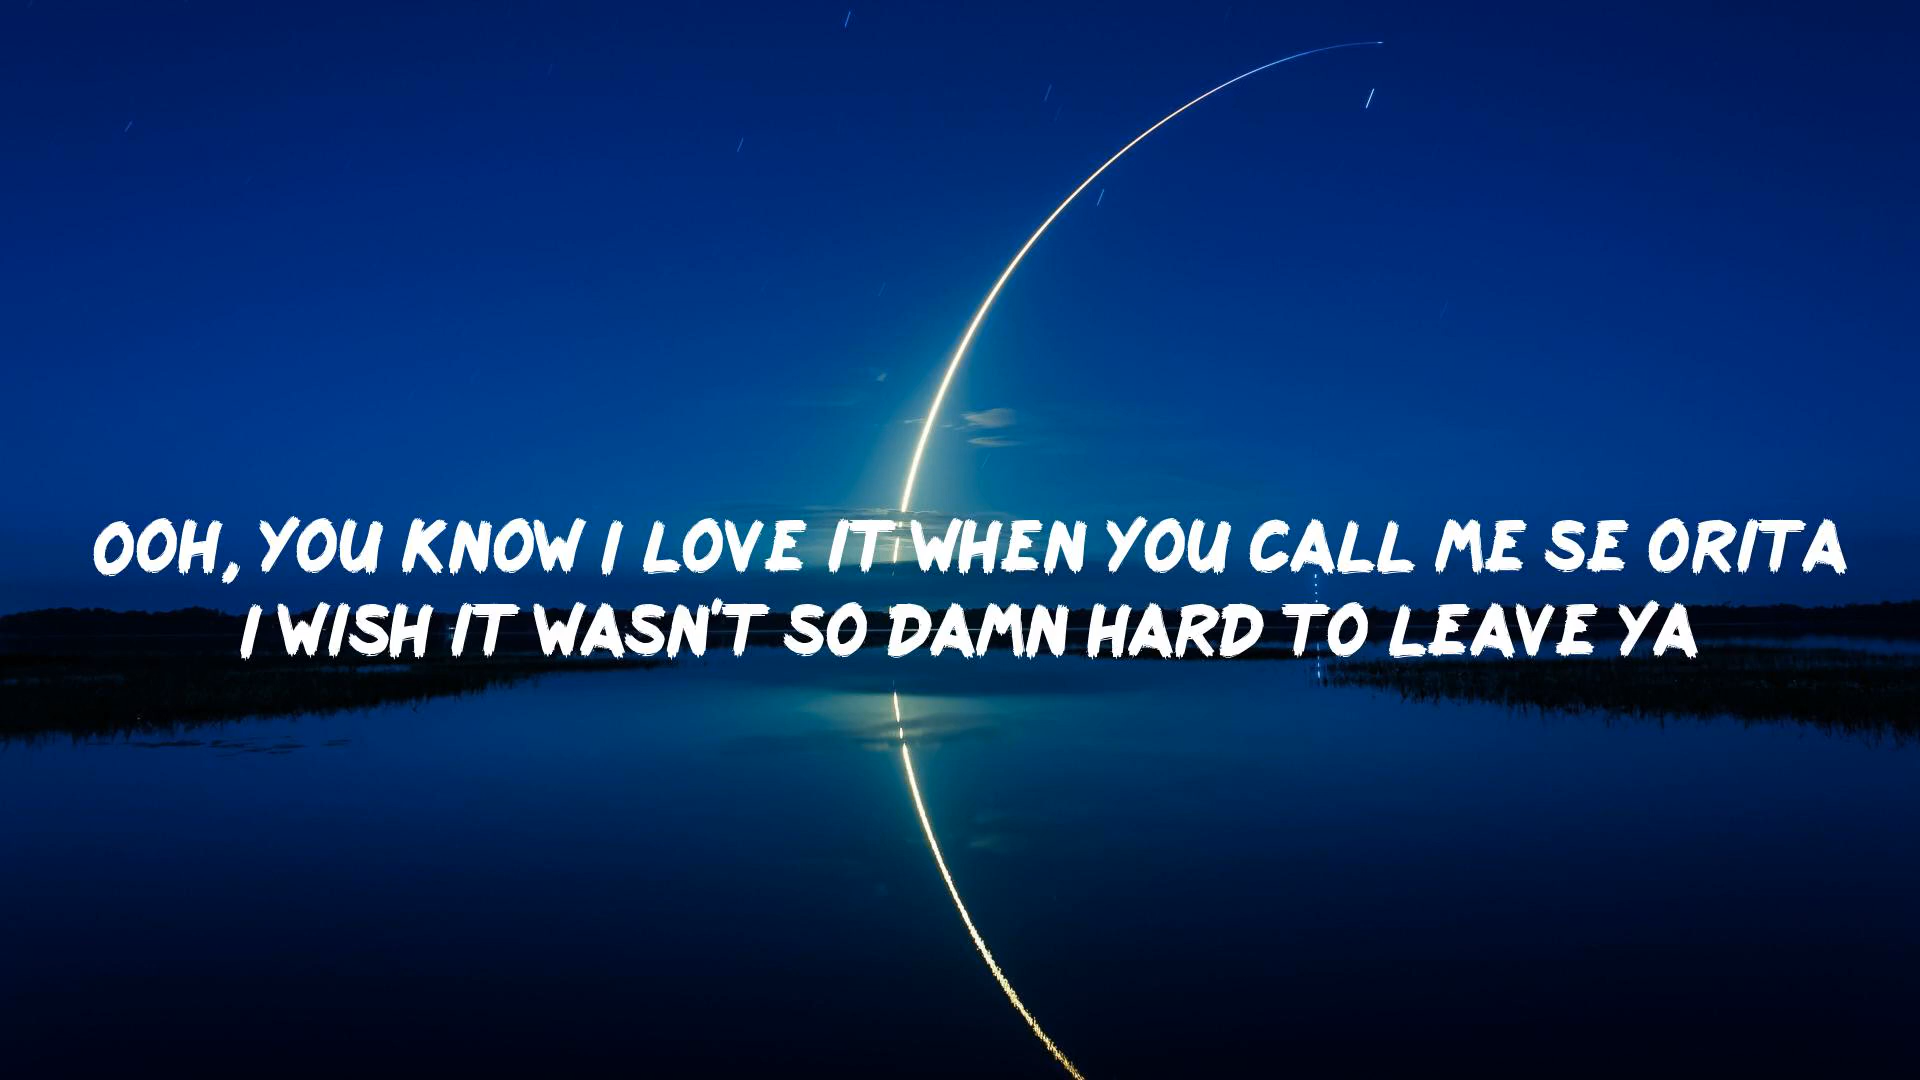 OOH, YOU KNOW I LOVE IT WHEN YOU CALL ME SE ORITA
I WISH IT WASN'T SO DAMN HARD TO LEAVE YA